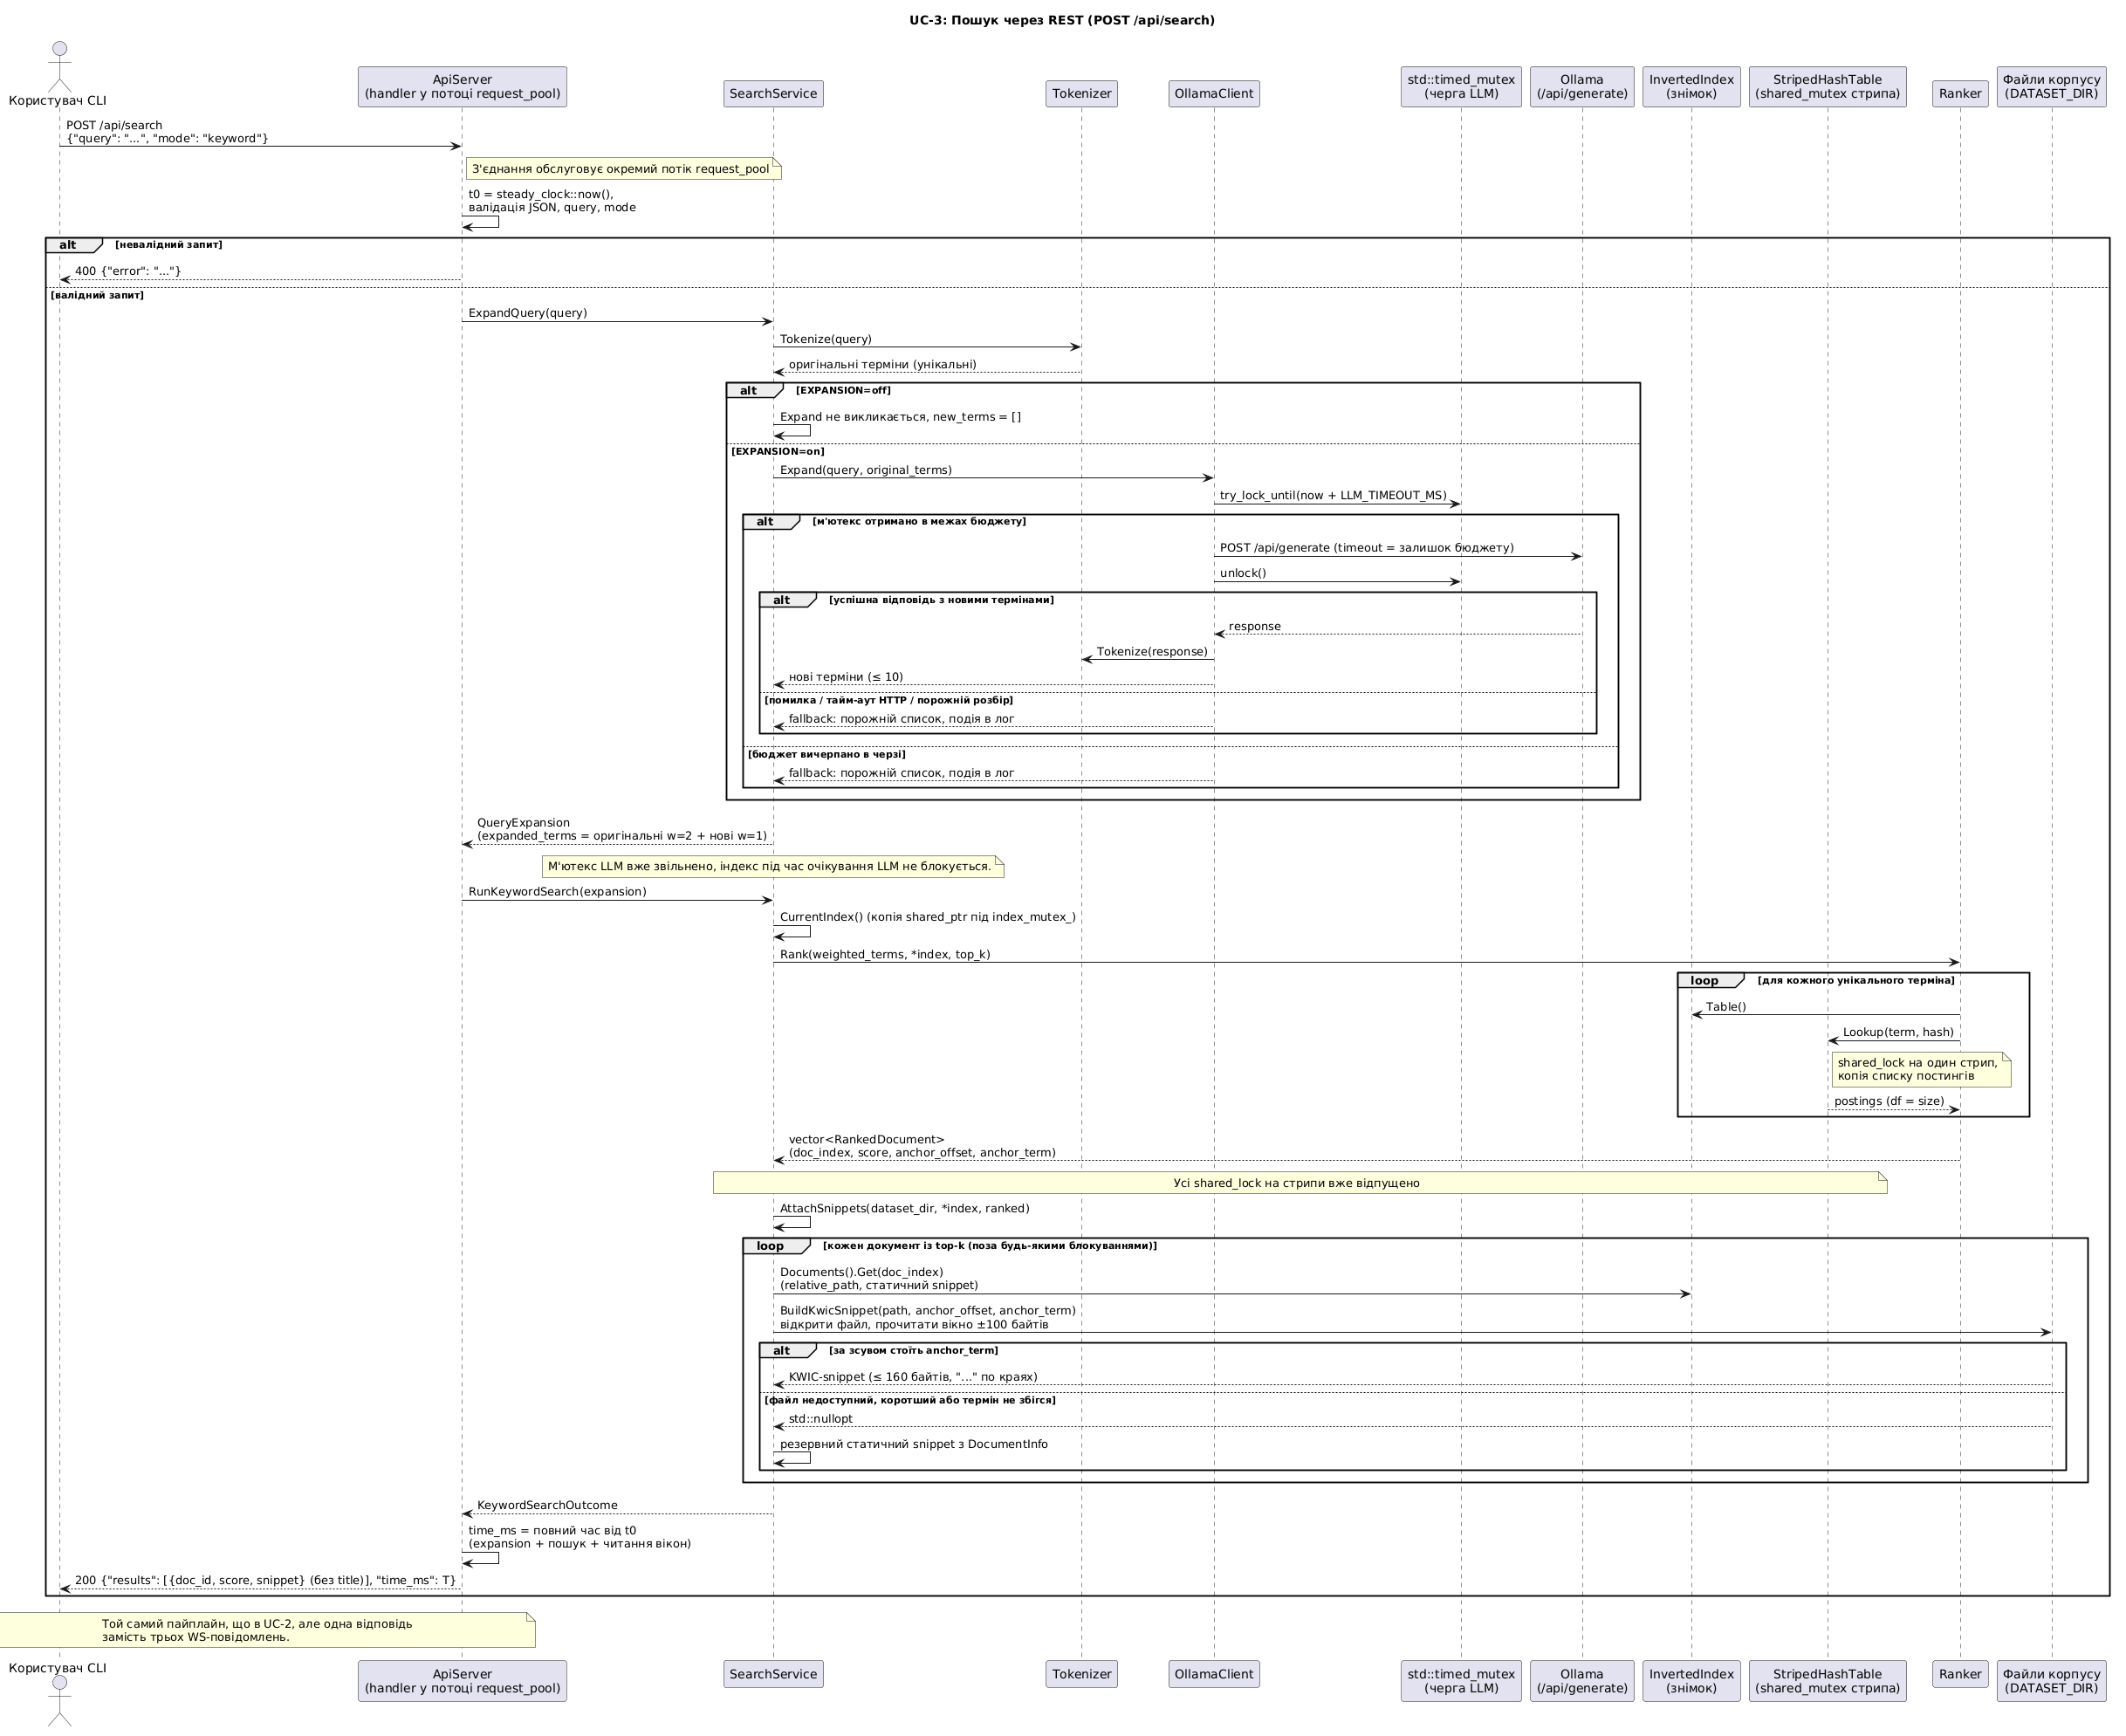 UC-3: Пошук через REST (POST /api/search)
Користувач CLI
ApiServer
(handler у потоці request_pool)
SearchService
Tokenizer
OllamaClient
std::timed_mutex
(черга LLM)
Ollama
(/api/generate)
InvertedIndex
(знімок)
StripedHashTable
(shared_mutex стрипа)
Ranker
Файли корпусу
(DATASET_DIR)
POST /api/search
{"query": "...", "mode": "keyword"}
З'єднання обслуговує окремий потік request_pool
t0 = steady_clock::now(),
валідація JSON, query, mode
alt [невалідний запит]
400 {"error": "..."}
[валідний запит]
ExpandQuery(query)
Tokenize(query)
оригінальні терміни (унікальні)
alt [EXPANSION=off]
Expand не викликається, new_terms = []
[EXPANSION=on]
Expand(query, original_terms)
try_lock_until(now + LLM_TIMEOUT_MS)
alt [м'ютекс отримано в межах бюджету]
POST /api/generate (timeout = залишок бюджету)
unlock()
alt [успішна відповідь з новими термінами]
response
Tokenize(response)
нові терміни (≤ 10)
[помилка / тайм-аут HTTP / порожній розбір]
fallback: порожній список, подія в лог
[бюджет вичерпано в черзі]
fallback: порожній список, подія в лог
QueryExpansion
(expanded_terms = оригінальні w=2 + нові w=1)
М'ютекс LLM вже звільнено, індекс під час очікування LLM не блокується.
RunKeywordSearch(expansion)
CurrentIndex() (копія shared_ptr під index_mutex_)
Rank(weighted_terms, *index, top_k)
loop [для кожного унікального терміна]
Table()
Lookup(term, hash)
shared_lock на один стрип,
копія списку постингів
postings (df = size)
vector<RankedDocument>
(doc_index, score, anchor_offset, anchor_term)
Усі shared_lock на стрипи вже відпущено
AttachSnippets(dataset_dir, *index, ranked)
loop [кожен документ із top-k (поза будь-якими блокуваннями)]
Documents().Get(doc_index)
(relative_path, статичний snippet)
BuildKwicSnippet(path, anchor_offset, anchor_term)
відкрити файл, прочитати вікно ±100 байтів
alt [за зсувом стоїть anchor_term]
KWIC-snippet (≤ 160 байтів, "..." по краях)
[файл недоступний, коротший або термін не збігся]
std::nullopt
резервний статичний snippet з DocumentInfo
KeywordSearchOutcome
time_ms = повний час від t0
(expansion + пошук + читання вікон)
200 {"results": [{doc_id, score, snippet} (без title)], "time_ms": T}
Той самий пайплайн, що в UC-2, але одна відповідь
замість трьох WS-повідомлень.
Користувач CLI
ApiServer
(handler у потоці request_pool)
SearchService
Tokenizer
OllamaClient
std::timed_mutex
(черга LLM)
Ollama
(/api/generate)
InvertedIndex
(знімок)
StripedHashTable
(shared_mutex стрипа)
Ranker
Файли корпусу
(DATASET_DIR)